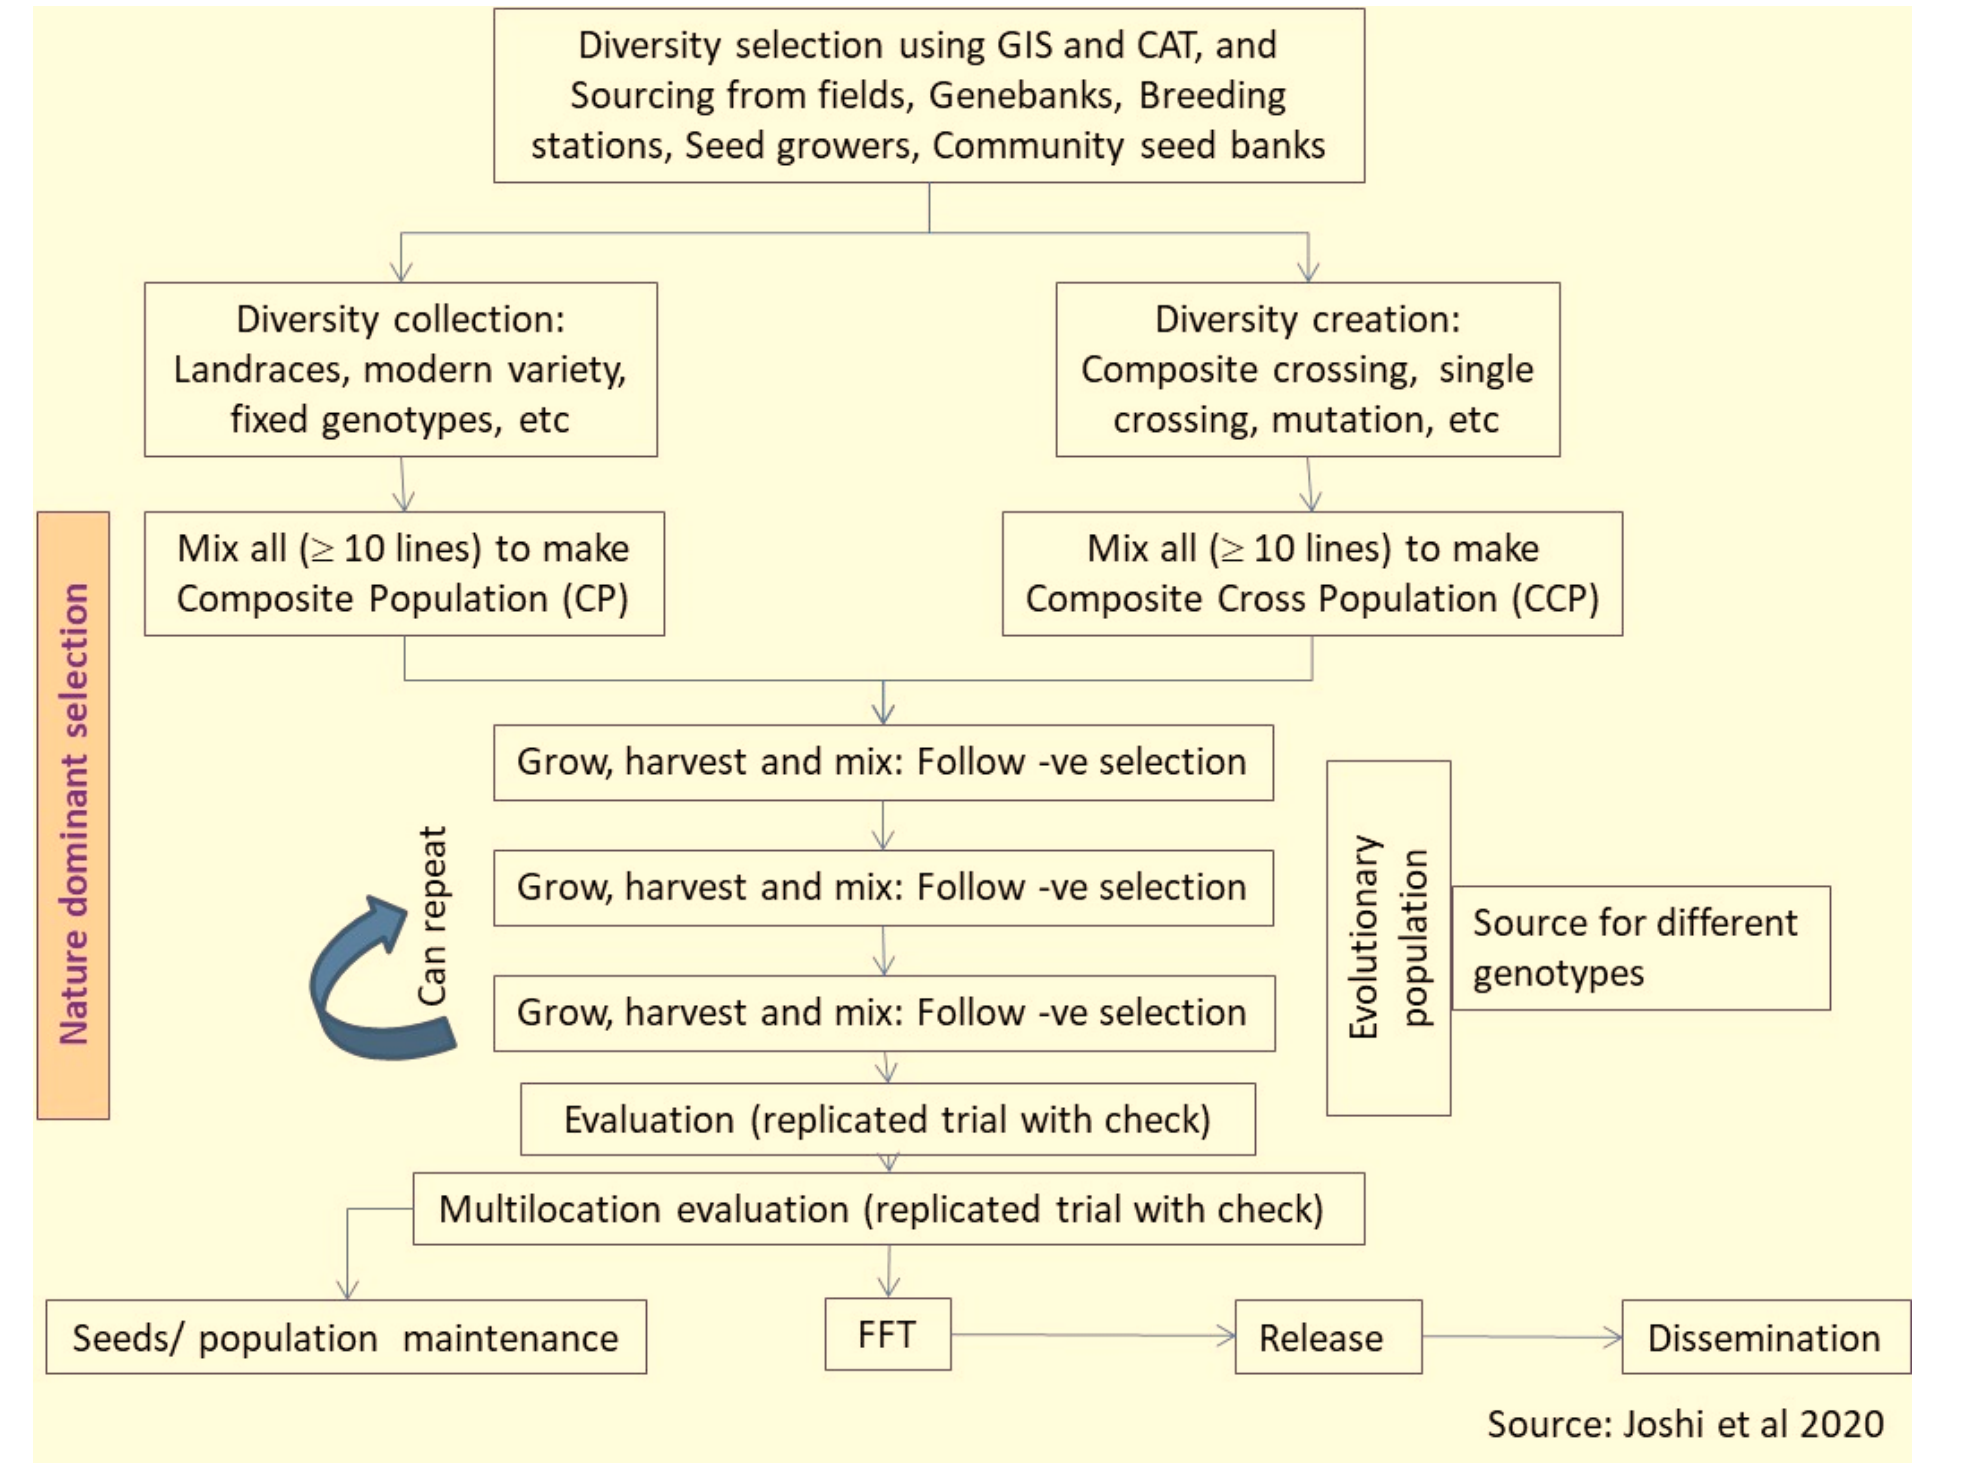 Diversity selection using GIS and CAT, and
Sourcing from fields, Genebanks, Breeding
stations, Seed growers, Community seed banks
Diversity collection:
Landraces, modern variety,
fixed genotypes, etc
Diversity creation:
Composite crossing, single
crossing, mutation, etc
Mix all (≥ 10 lines) to make
Composite Population (CP)
Mix all (≥ 10 lines) to make
Composite Cross Population (CCP)
Nature dominant selection
Grow, harvest and mix: Follow -ve selection
Grow, harvest and mix: Follow -ve selection
Grow, harvest and mix: Follow -ve selection
Can repeat
Evolutionary
population
Source for different
genotypes
Evaluation (replicated trial with check)
Multilocation evaluation (replicated trial with check)
Seeds/ population maintenance
FFT
Release
Dissemination
Source: Joshi et al 2020